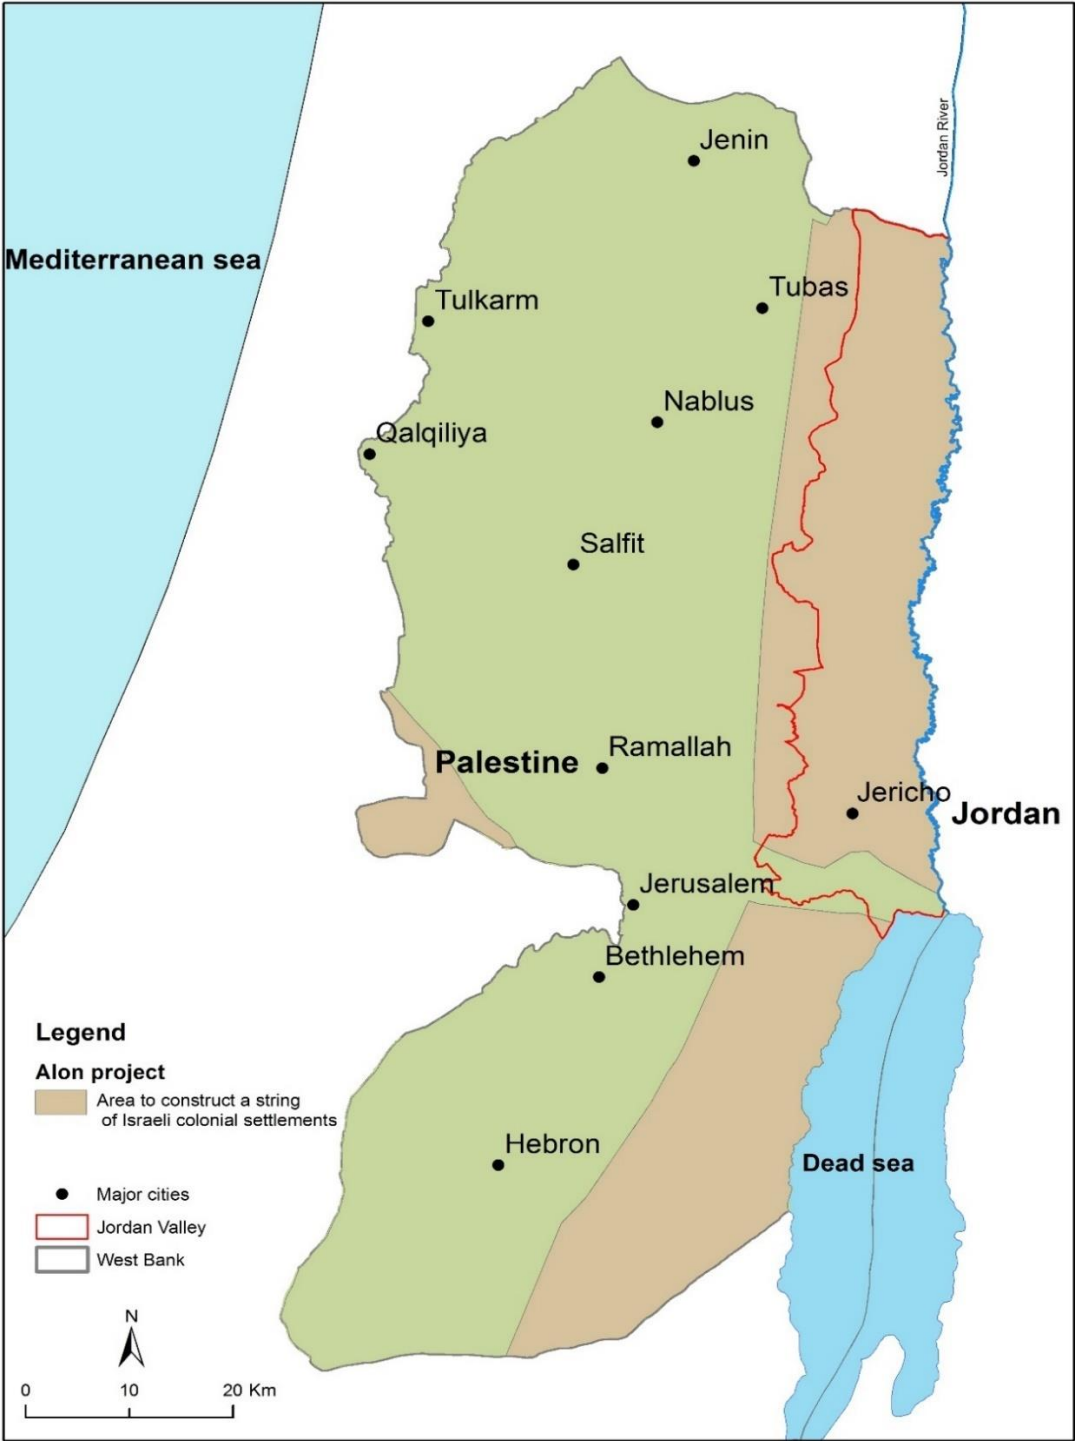 Jordan River
Jenin
Mediterranean sea
Tubas
Tulkarm
Nablus
Qalqiliya
Salfit
Ramallah
Palestine
Jericho
Jordan
Jerusalem
Bethlehem
Legend
Alon project
Area to construct a string
of Israeli colonial settlements
Hebron
Dead sea
Major cities
Jordan Valley
West Bank
N
0 10 20 Km